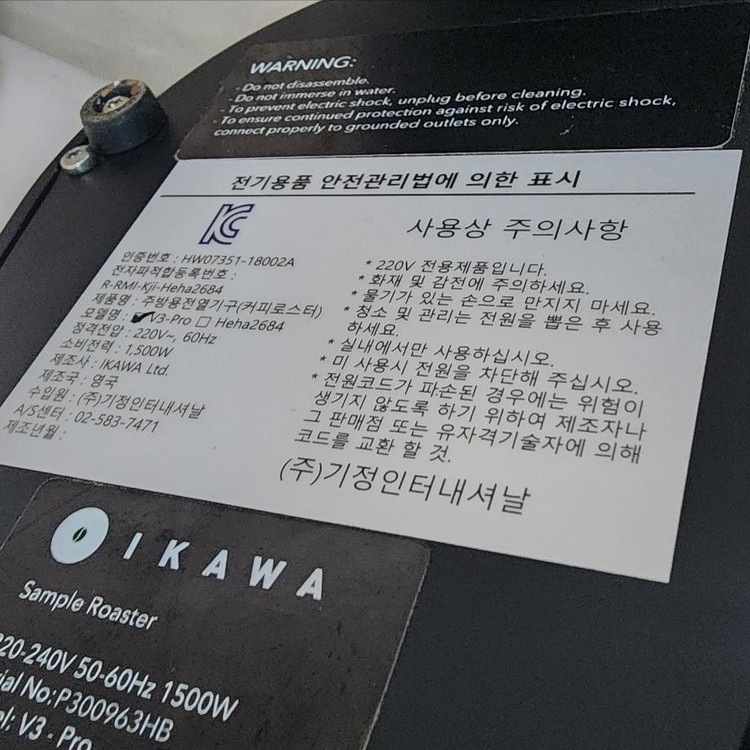 WARNING:
- Do not disassemble.
- Do not immerse in water.
- To prevent electric shock, unplug before cleaning.
- To ensure continued protection against risk of electric shock,
connect properly to grounded outlets only.
전기용품 안전관리법에 의한 표시
인증번호 : HW07351-18002A
전자파적합등록번호 :
R-RMI-Kji-Heha2684
제품명 : 주방용전열기구(커피로스터)
모델명 : V3-Pro □ Heha2684
정격전압 : 220V~, 60Hz
소비전력 : 1,500W
제조사 : IKAWA Ltd.
제조국 : 영국
수입원 : (주)기정인터내셔날
A/S센터 : 02-583-7471
제조년월 :
사용상 주의사항
* 220V 전용제품입니다.
* 화재 및 감전에 주의하세요.
* 물기가 있는 손으로 만지지 마세요.
* 청소 및 관리는 전원을 뽑은 후 사용
하세요.
* 실내에서만 사용하십시오.
* 미 사용시 전원을 차단해 주십시오.
* 전원코드가 파손된 경우에는 위험이
생기지 않도록 하기 위하여 제조자나
그 판매점 또는 유자격기술자에 의해
코드를 교환 할 것.
(주)기정인터내셔날
IKAWA
Sample Roaster
220-240V 50-60Hz 1500W
No:P300963HB
V3 - Pro